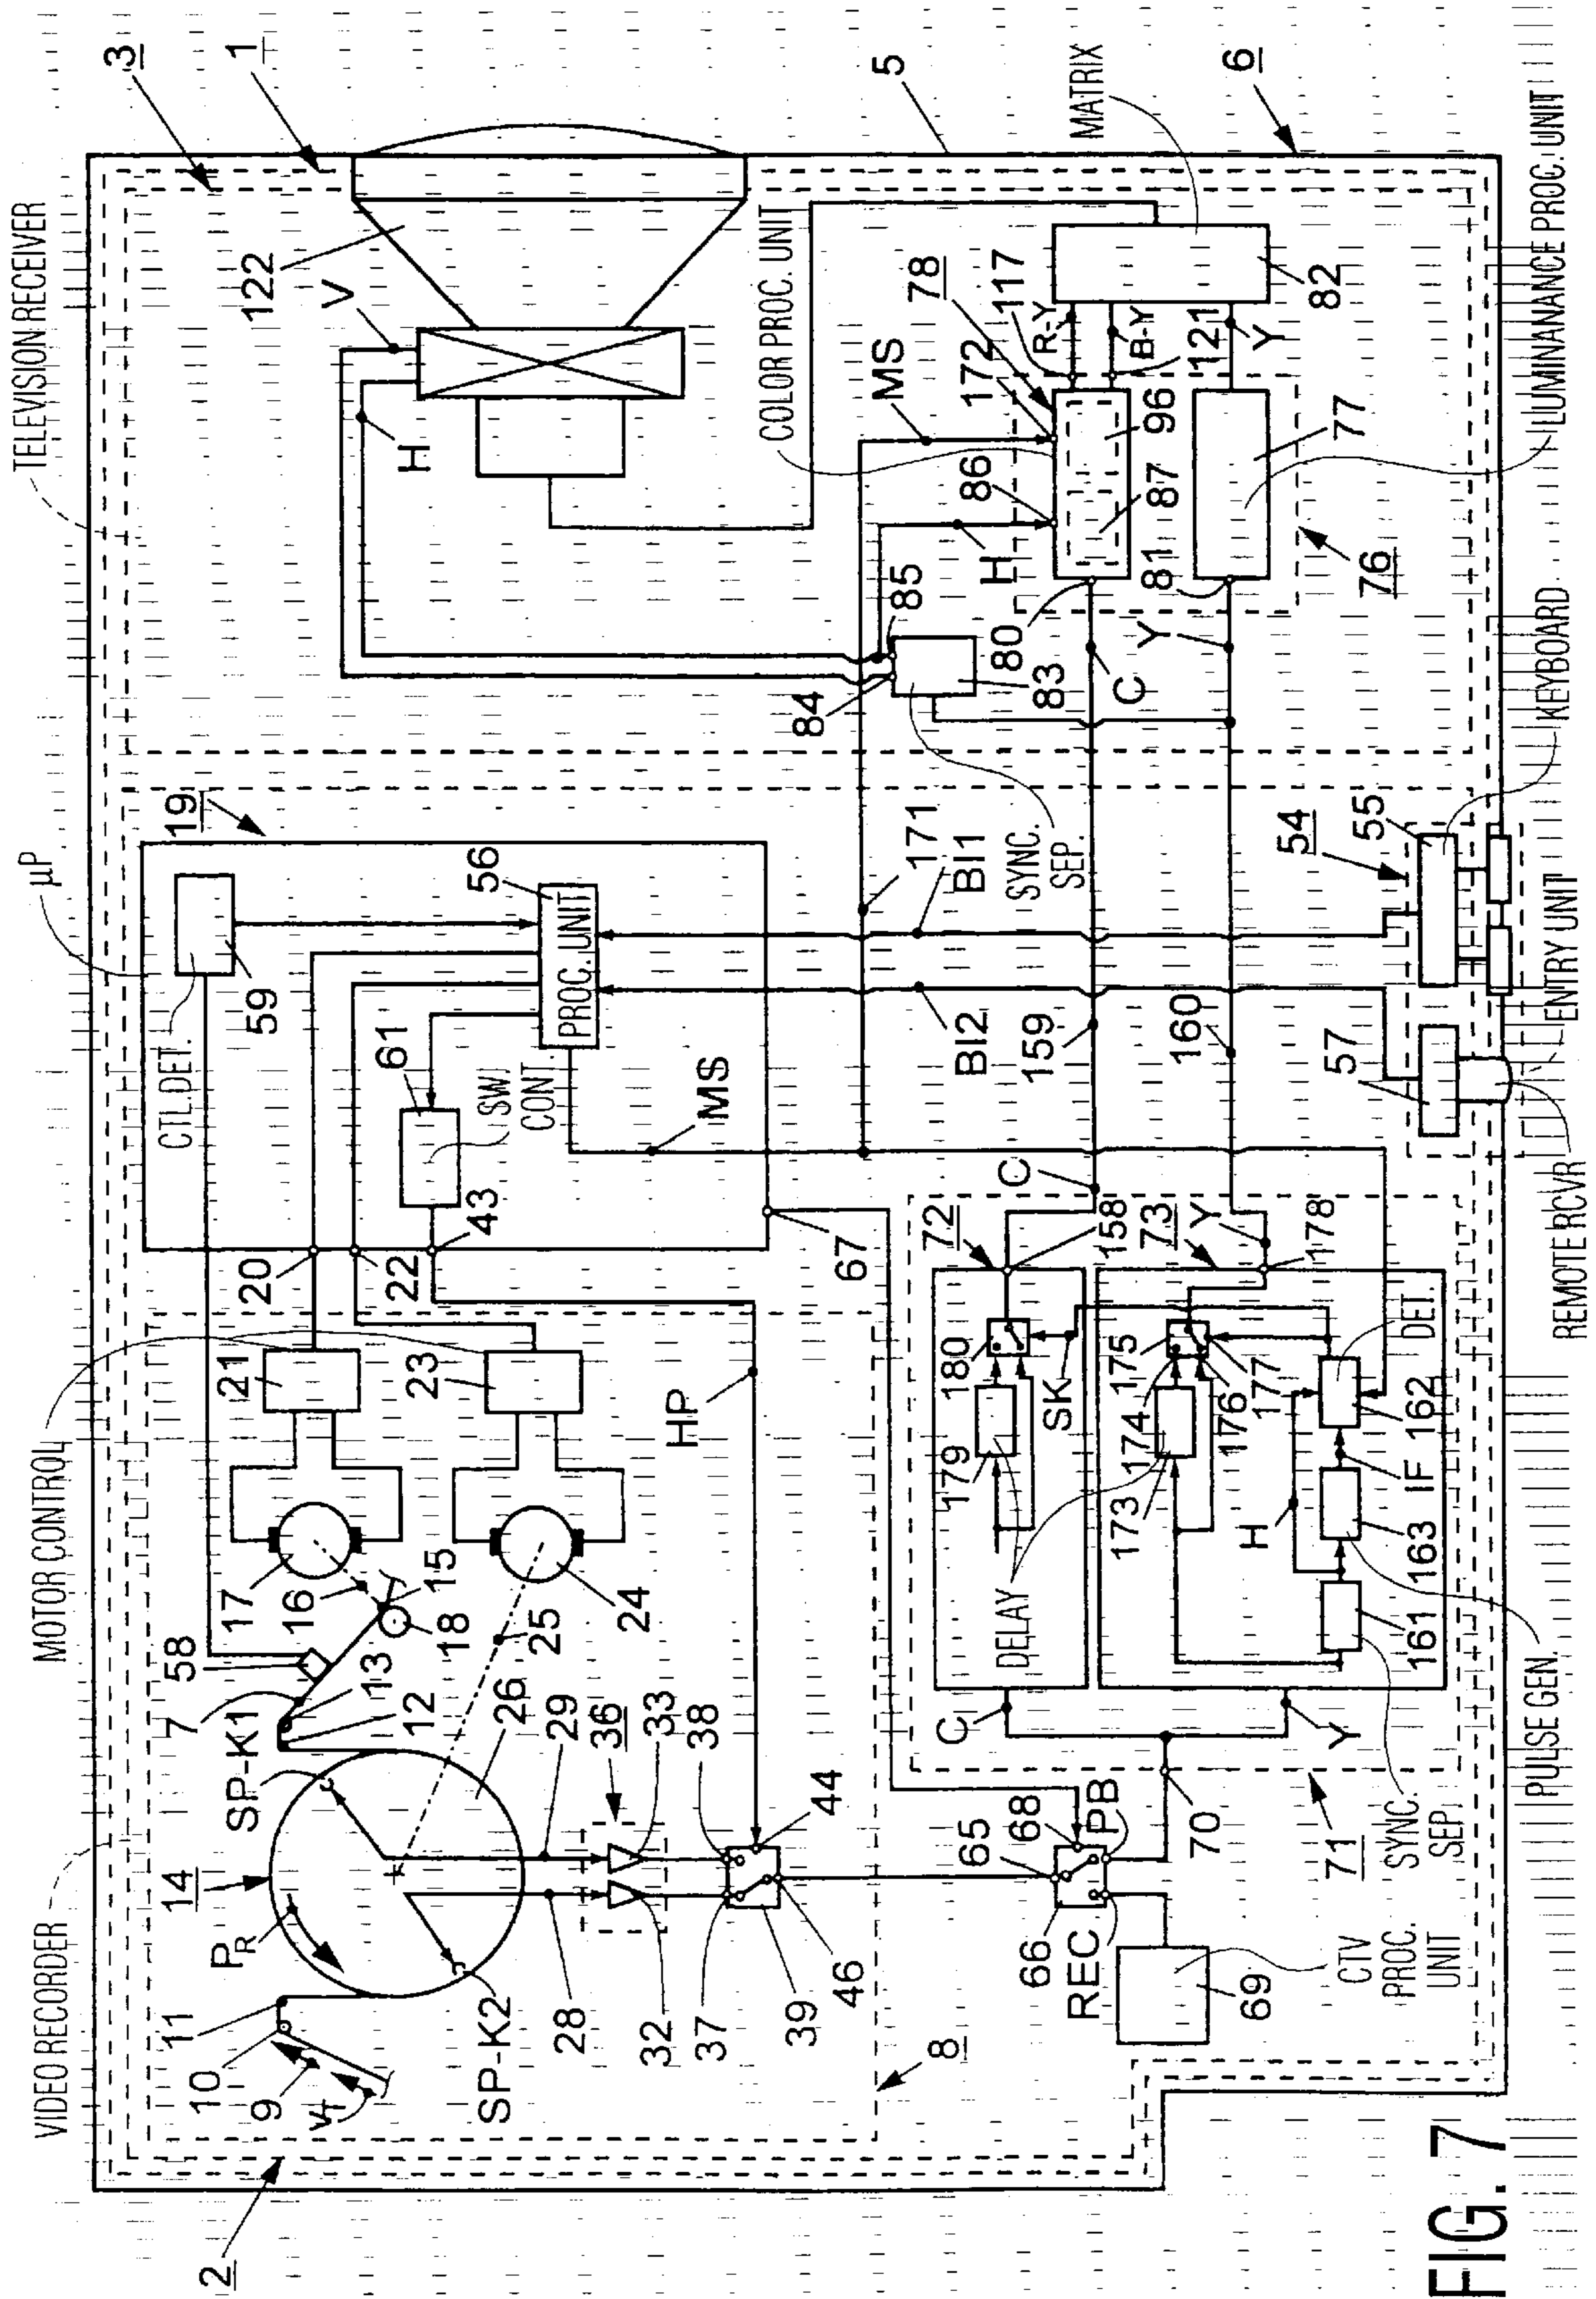 VIDEO RECORDER
MOTOR CONTROL
µP
TELEVISION RECEIVER
2
14
PR
11
10
9
VT
SP-K1
7
58
13
12
17
16
15
18
21
20
19
CTL.DET.
59
3
1
122
V
H
SP-K2
28
26
29
25
24
23
22
61
43
SW.
CONT.
56
PROC. UNIT
32
36
33
37
38
39
46
44
HP
MS
67
8
COLOR PROC. UNIT
84
85
83
MS
H
5
65
68
66
REC
PB
69
CTV
PROC.
UNIT
70
71
C
Y
72
179
180
SK
DELAY
158
C
159
BI2
BI1
171
SYNC.
SEP.
80
C
86
172
78
117
R-Y
B-Y
121
87
96
MATRIX
82
Y
73
173
174
175
176
177
178
Y
160
81
Y
77
76
6
H
161
163
IF
162
DET.
SYNC.
SEP.
PULSE GEN.
57
54
55
REMOTE RCVR
ENTRY UNIT
KEYBOARD
LUMINANANCE PROC. UNIT
FIG. 7